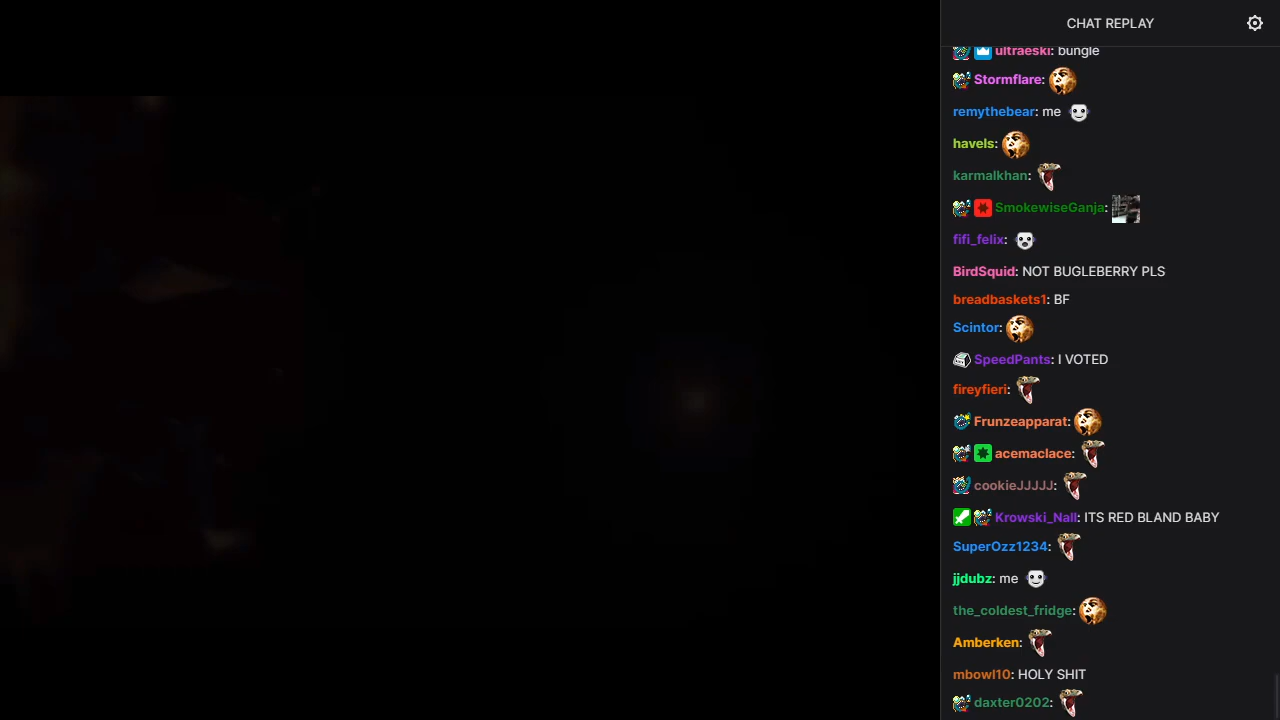 CHAT REPLAY
ultraeski: bungle
Stormflare:
remythebear: me
havels:
karmalkhan:
SmokewiseGanja:
fifi_felix:
BirdSquid: NOT BUGLEBERRY PLS
breadbaskets1: BF
Scintor:
SpeedPants: I VOTED
fireyfieri:
Frunzeapparat:
acemaclace:
cookieJJJJJ:
Krowski_Nall: ITS RED BLAND BABY
SuperOzz1234:
jjdubz: me
the_coldest_fridge:
Amberken:
mbowl10: HOLY SHIT
daxter0202: